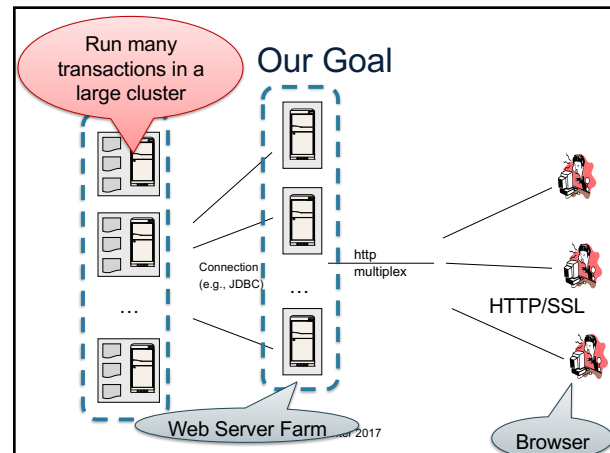 Run many
transactions in a
large cluster
Our Goal
Connection
(e.g., JDBC)
http
multiplex
...
...
HTTP/SSL
Web Server Farm
2017
Browser